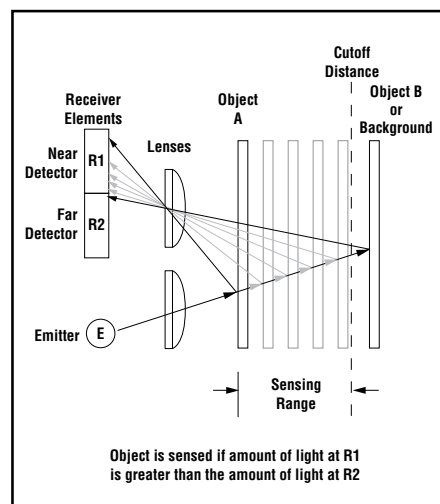 Cutoff
Distance
Receiver
Elements
Object
A
Object B
or
Background
Near
Detector
R1
Lenses
Far
Detector
R2
Emitter
E
Sensing
Range
Object is sensed if amount of light at R1
is greater than the amount of light at R2